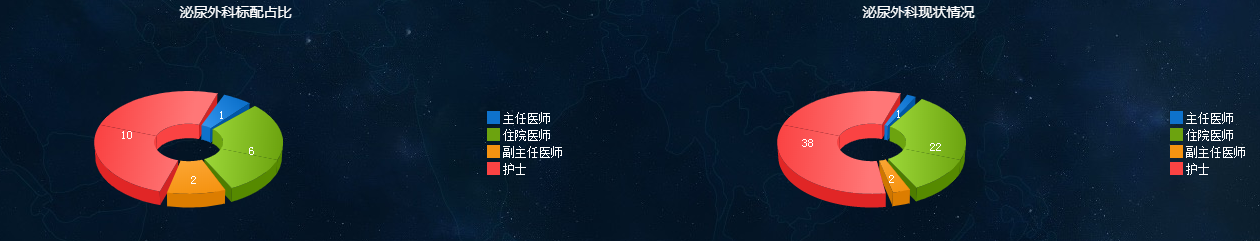 泌尿外科标配占比
1
6
2
10
主任医师
住院医师
副主任医师
护士
泌尿外科现状情况
1
22
2
38
主任医师
住院医师
副主任医师
护士